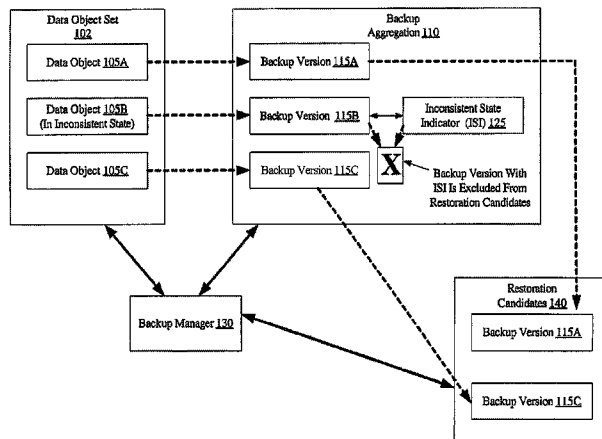 Data Object Set
102
Data Object 105A
Data Object 105B
(In Inconsistent State)
Data Object 105C
Backup
Aggregation 110
Backup Version 115A
Backup Version 115B
Inconsistent State
Indicator (ISI) 125
X
Backup Version With
ISI Is Excluded From
Restoration Candidates
Backup Version 115C
Backup Manager 130
Restoration
Candidates 140
Backup Version 115A
Backup Version 115C